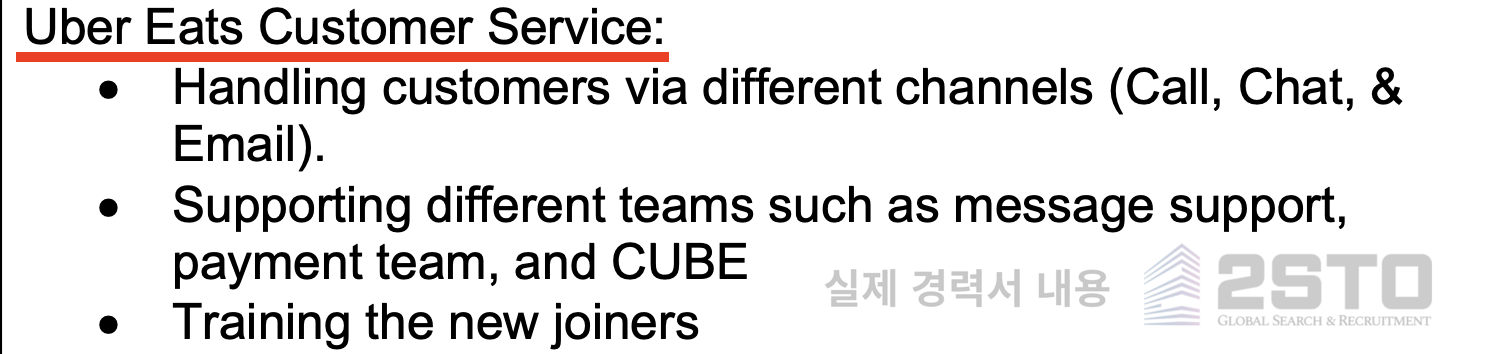 Uber Eats Customer Service:
• Handling customers via different channels (Call, Chat, &
Email).
• Supporting different teams such as message support,
payment team, and CUBE
• Training the new joiners
실제 경력서 내용
2STO
GLOBAL SEARCH & RECRUITMENT